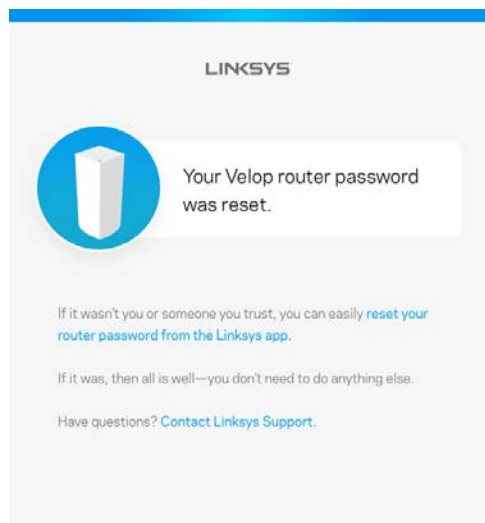 LINKSYS
Your Velop router password
was reset.
If it wasn't you or someone you trust, you can easily reset your
router password from the Linksys app.
If it was, then all is well—you don't need to do anything else.
Have questions? Contact Linksys Support.